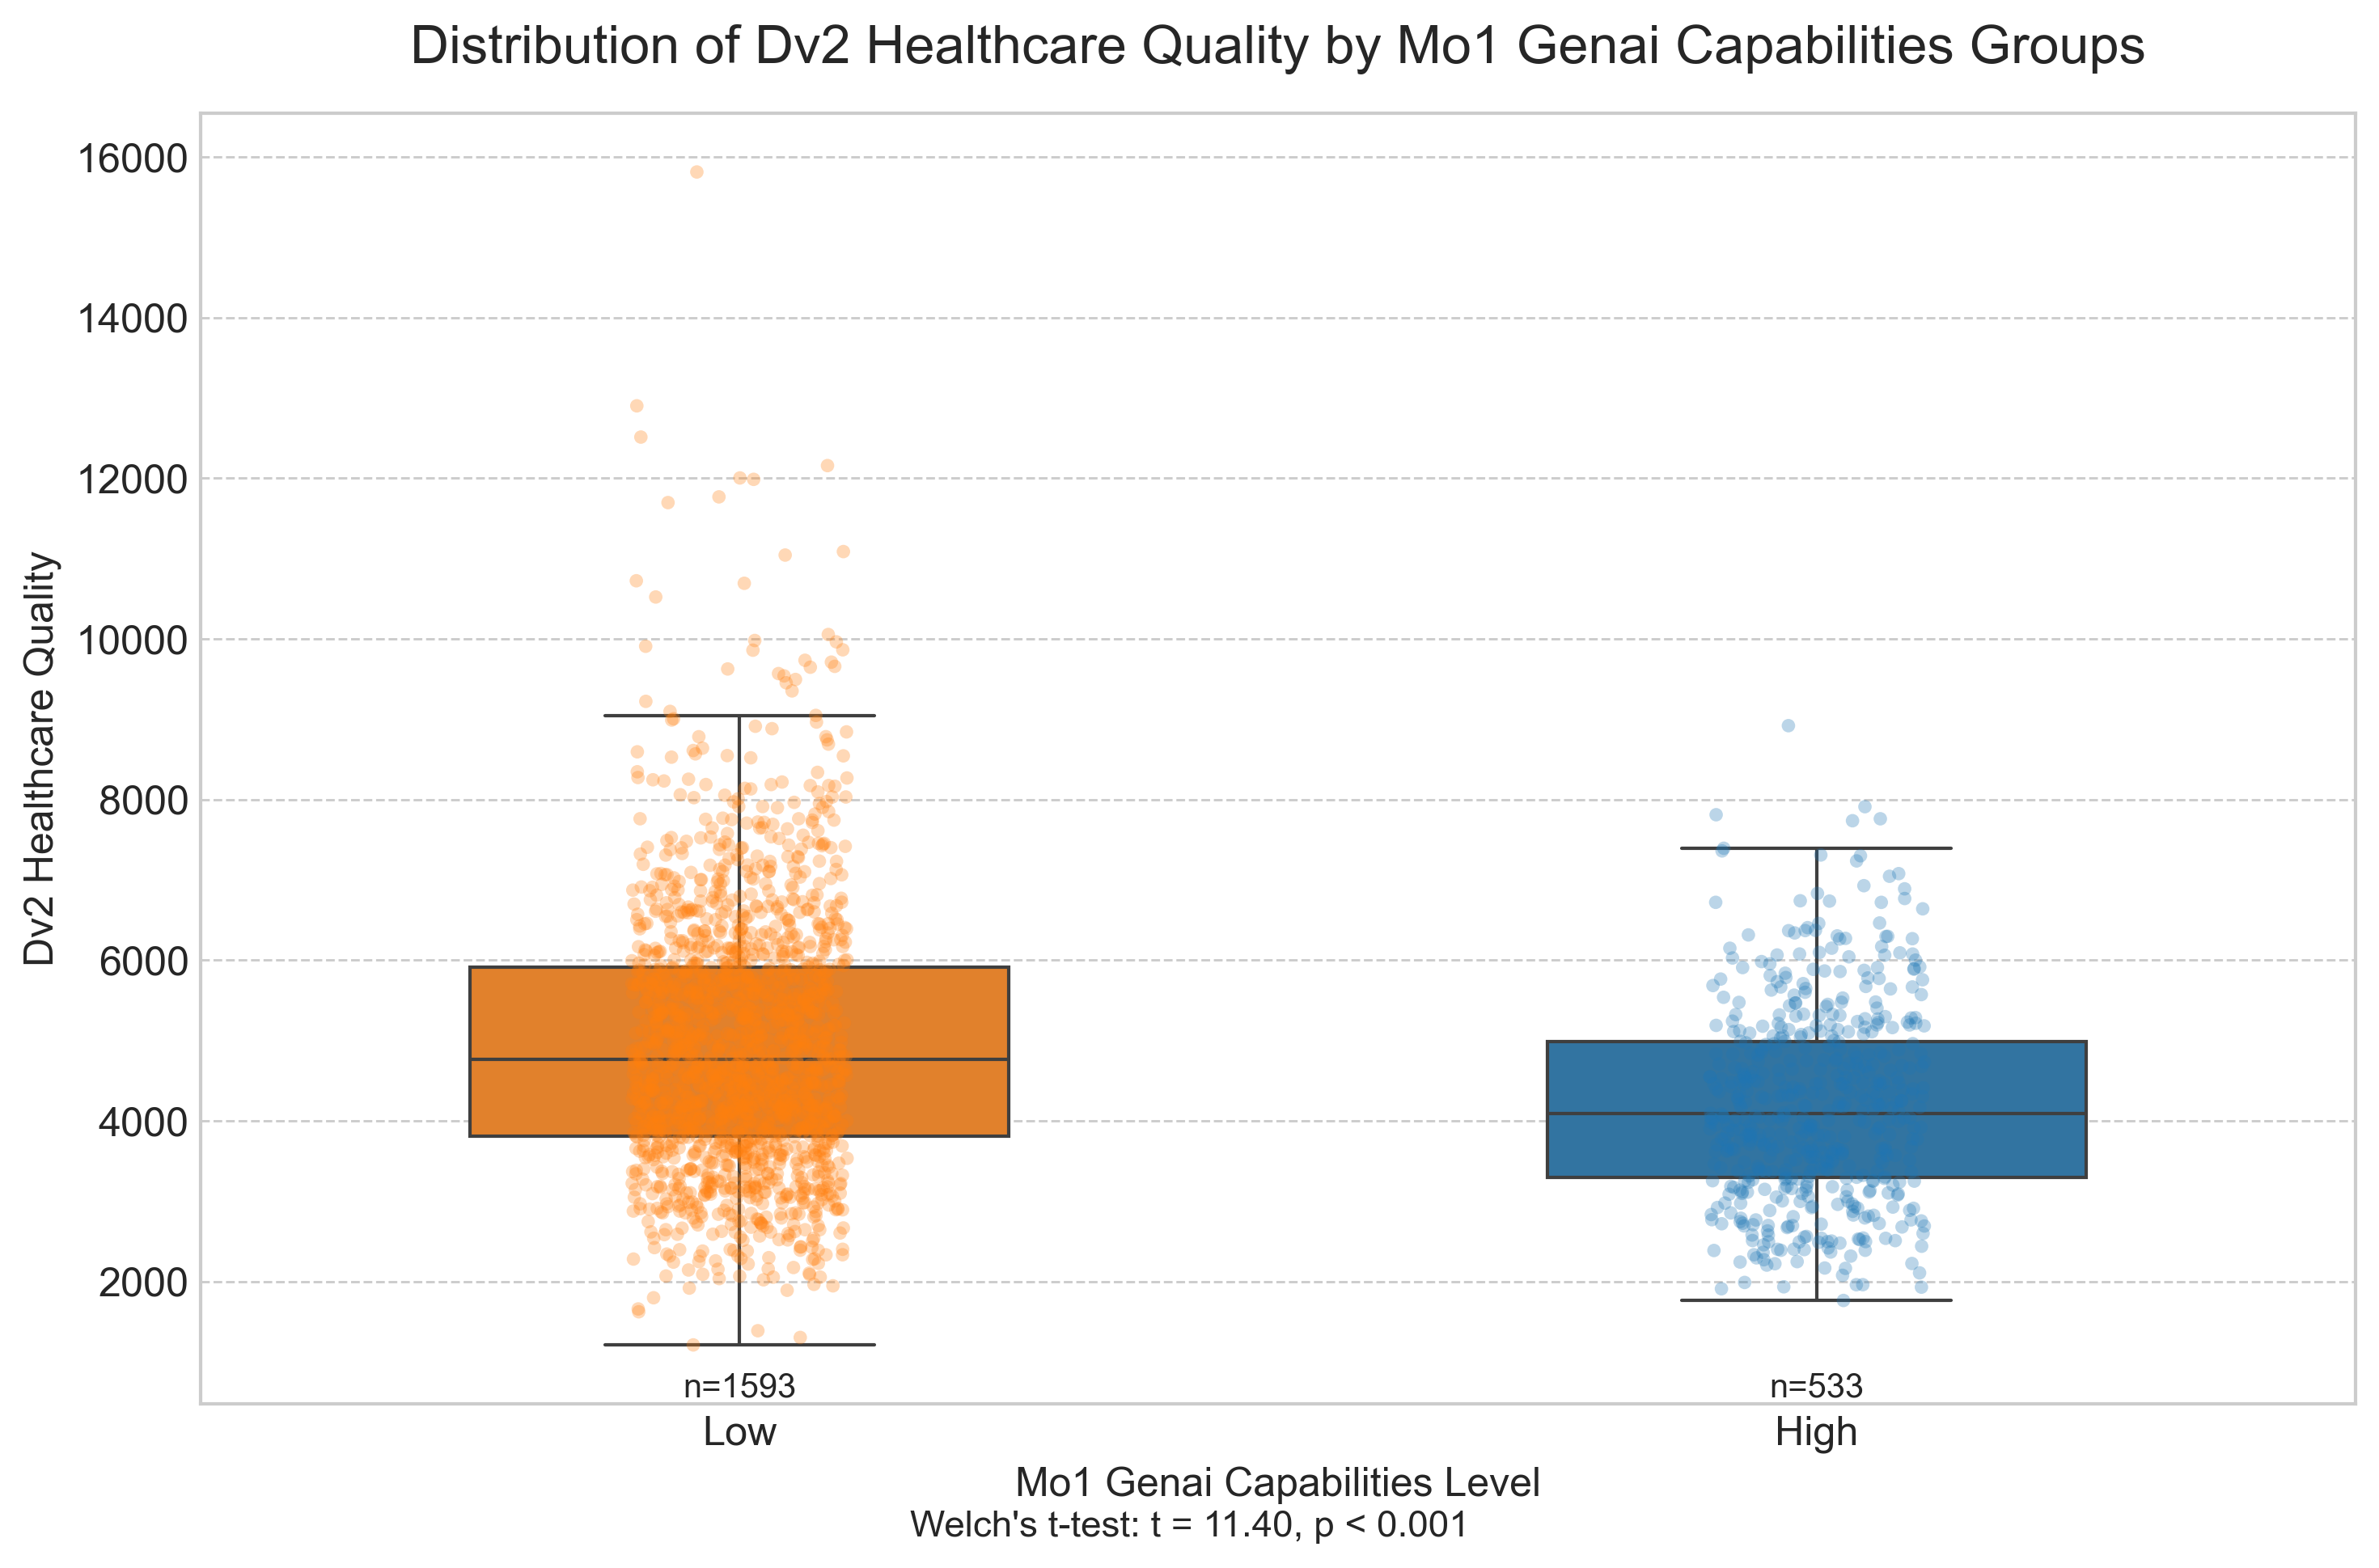 Distribution of Dv2 Healthcare Quality by Mo1 Genai Capabilities Groups
Dv2 Healthcare Quality
16000
14000
12000
10000
8000
6000
4000
2000
n=1593
n=533
Low
High
Mo1 Genai Capabilities Level
Welch's t-test: t = 11.40, p < 0.001